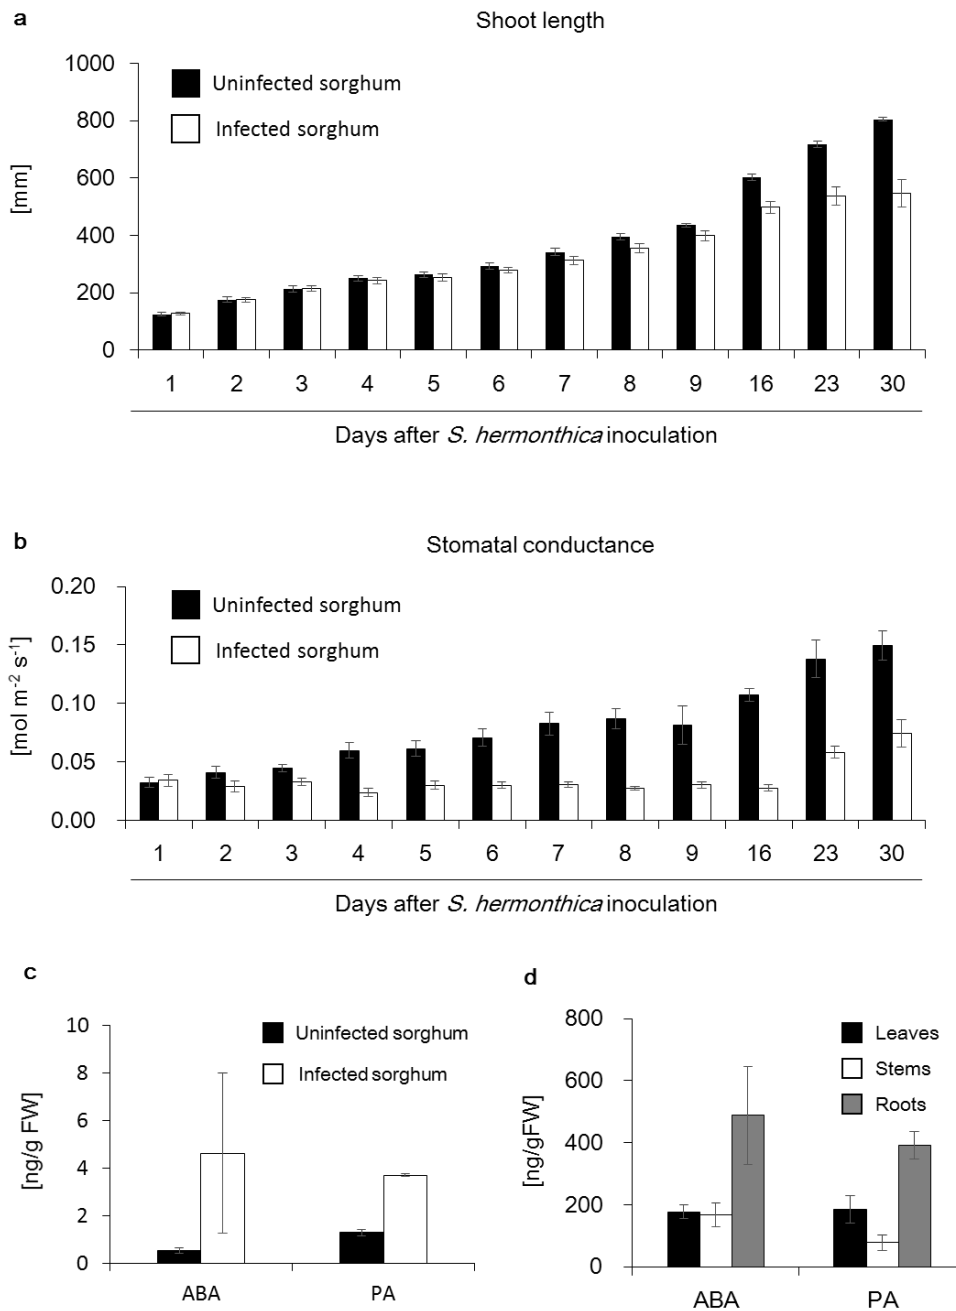 a
Shoot length
1000
800
600
400
200
0
[mm]
Uninfected sorghum
Infected sorghum
1 2 3 4 5 6 7 8 9 16 23 30
Days after S. hermonthica inoculation
b
Stomatal conductance
0.20
0.15
0.10
0.05
0.00
[mol m⁻² s⁻¹]
Uninfected sorghum
Infected sorghum
1 2 3 4 5 6 7 8 9 16 23 30
Days after S. hermonthica inoculation
c
10
8
6
4
2
0
[ng/g FW]
Uninfected sorghum
Infected sorghum
ABA PA
d
800
600
400
200
0
[ng/gFW]
Leaves
Stems
Roots
ABA PA